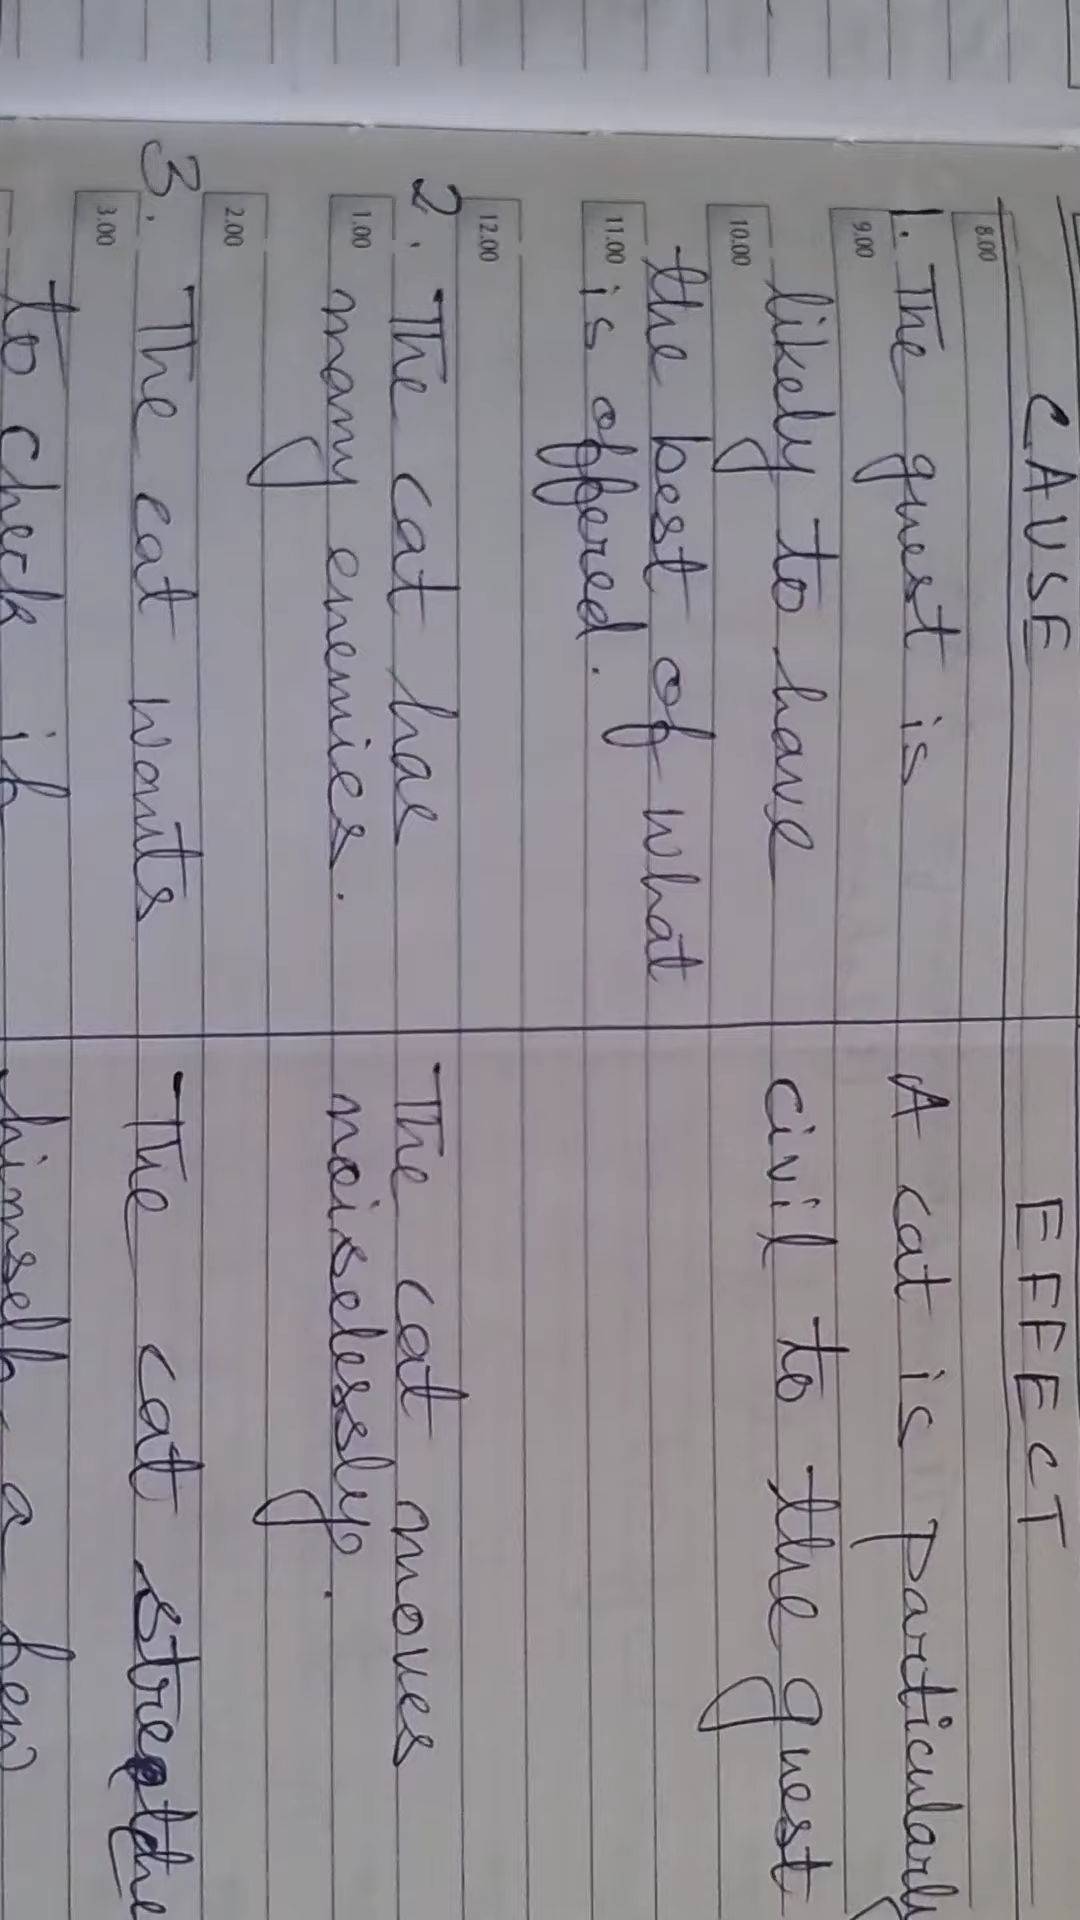 CAUSE EFFECT
8.00
1. The guest is A cat is particularly
9.00
likely to have civil to the guest
10.00
the best of what
11.00 is offered.
12.00
2. The cat has The cat moves
1.00 many enemies. noiselessly.
2.00
3. The cat wants The cat
3.00
to check if himself a few